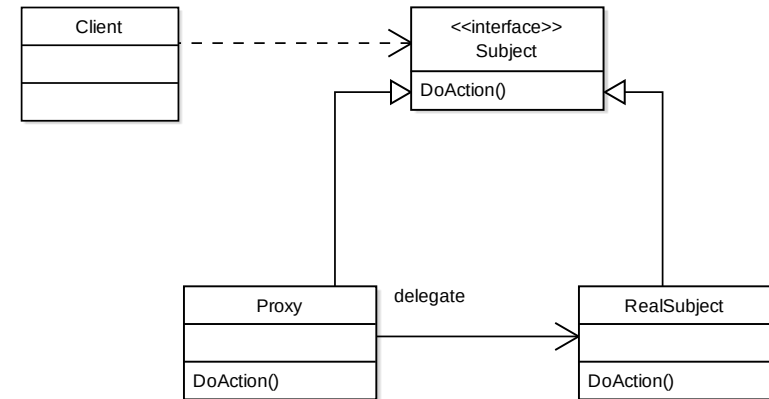 Client
<<interface>>
Subject
DoAction()
Proxy
delegate
RealSubject
DoAction()
DoAction()